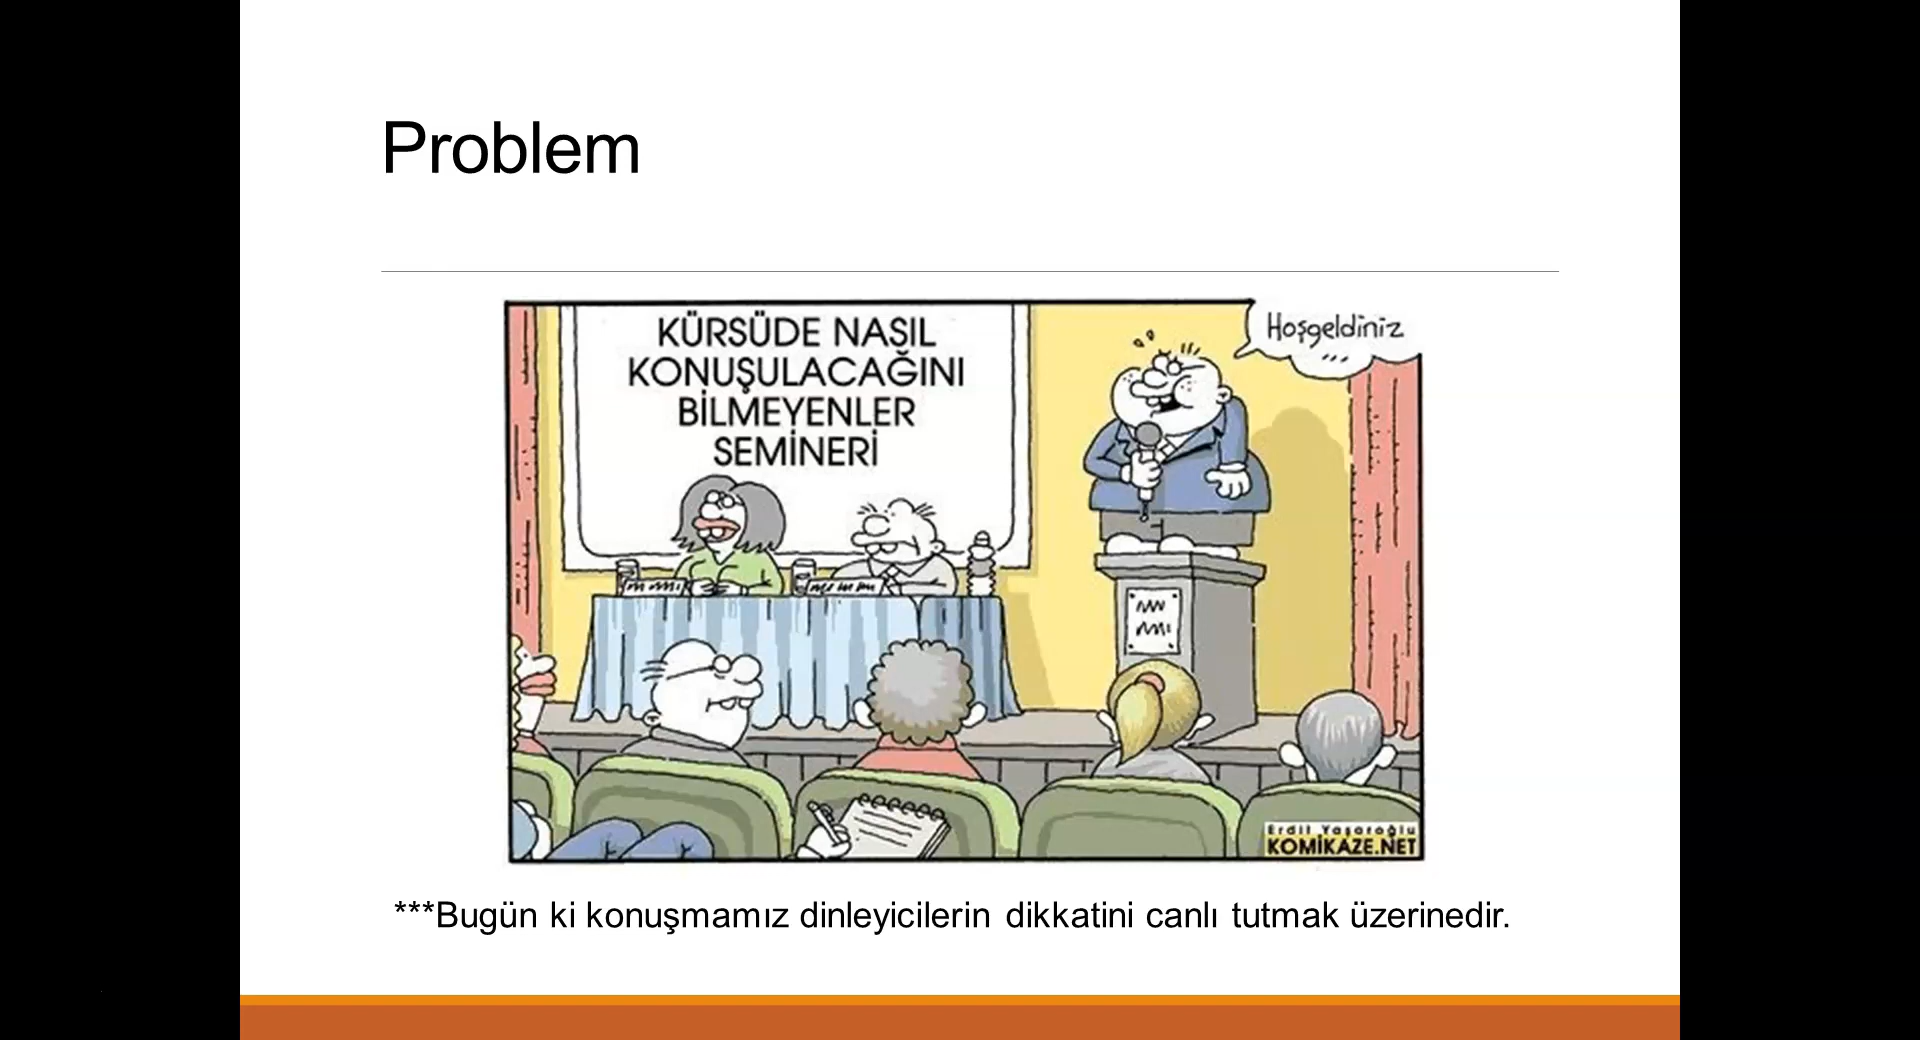 Problem
KÜRSÜDE NASIL
KONUŞULACAĞINI
BİLMEYENLER
SEMİNERİ
Hoşgeldiniz
...
Erdil Yaşaroğlu
KOMİKAZE.NET
***Bugün ki konuşmamız dinleyicilerin dikkatini canlı tutmak üzerinedir.